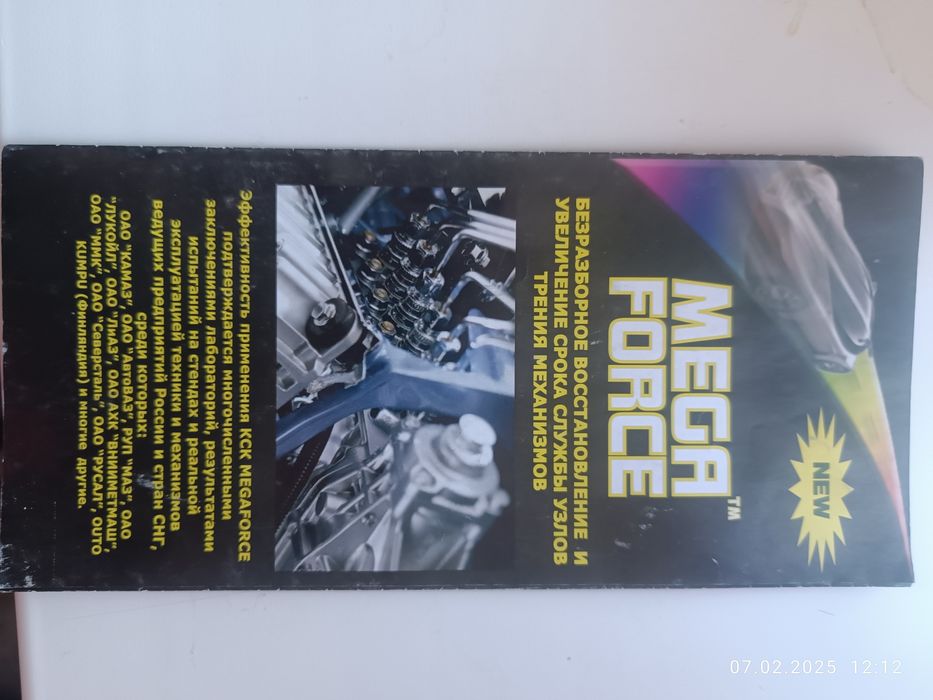 NEW
MEGA
FORCE™
БЕЗРАЗБОРНОЕ ВОССТАНОВЛЕНИЕ И
УВЕЛИЧЕНИЕ СРОКА СЛУЖБЫ УЗЛОВ
ТРЕНИЯ МЕХАНИЗМОВ
Эффективность применения КСК MEGAFORCE
подтверждается многочисленными
заключениями лабораторий, результатами
испытаний на стендах и реальной
эксплуатацией техники и механизмов
ведущих предприятий России и стран СНГ,
среди которых:
ОАО "КАМАЗ", ОАО "АвтоВАЗ", РУП "МАЗ", ОАО
"ЛУКОЙЛ", ОАО "ЛиАЗ", ОАО АХК "ВНИИМЕТМАШ",
ОАО "ММК", ОАО "Северсталь", ОАО "РУСАЛ", OUTO
KUMPU (Финляндия) и многие другие.
07.02.2025 12:12